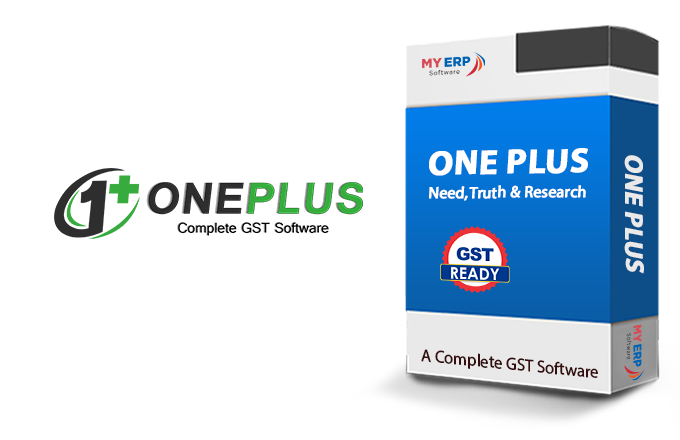 1+ ONEPLUS
Complete GST Software
MY ERP
Software
ONE PLUS
Need,Truth & Research
GST
READY
A Complete GST Software
ONE PLUS
MY ERP
Software